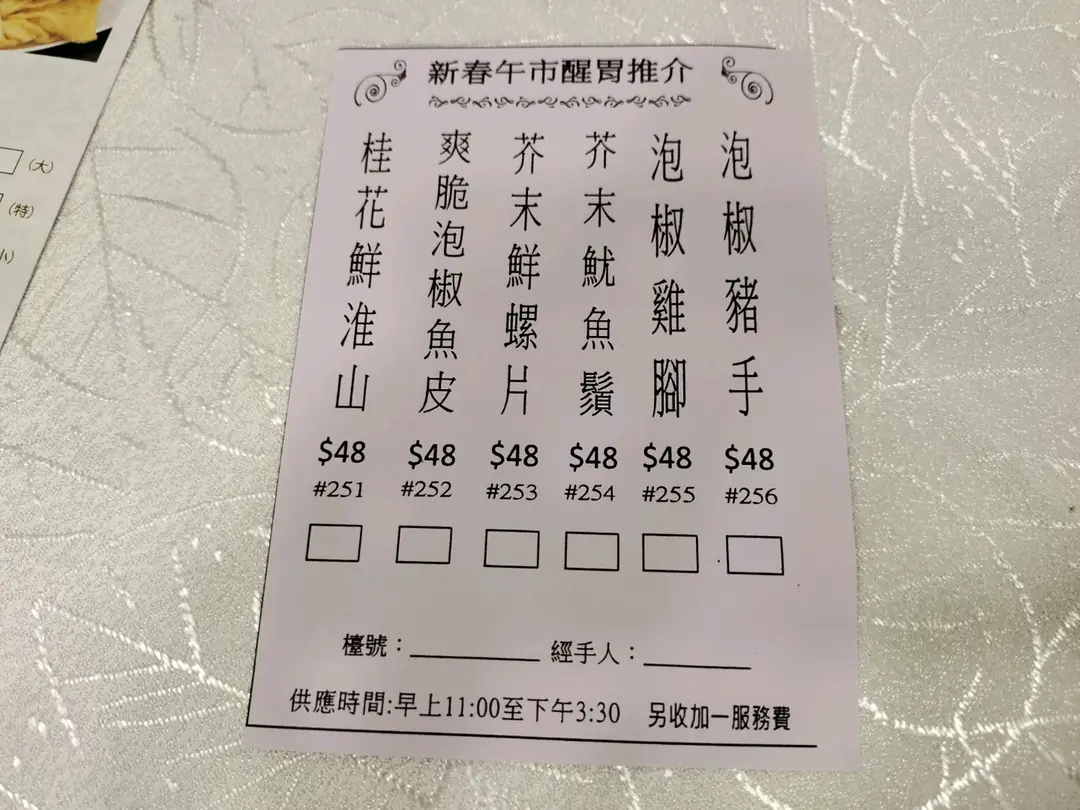 新春午市醒胃推介
泡椒豬手
$48
#256
泡椒雞腳
$48
#255
芥末魷魚鬚
$48
#254
芥末鮮螺片
$48
#253
爽脆泡椒魚皮
$48
#252
桂花鮮淮山
$48
#251
檯號：
經手人：
供應時間:早上11:00至下午3:30
另收加一服務費
(大)
(特)